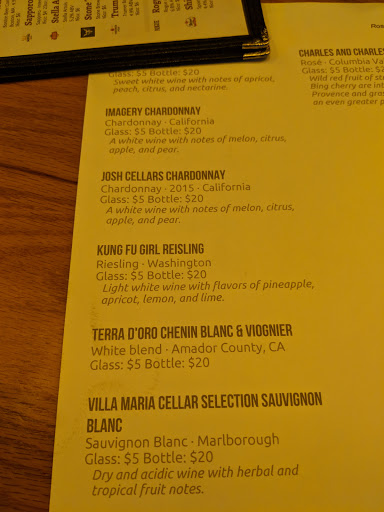 Sapporo
Stella A
Stone
Trum
Glass: $5 Bottle: $20
Sweet white wine with notes of apricot,
peach, citrus, and nectarine.
IMAGERY CHARDONNAY
Chardonnay · California
Glass: $5 Bottle: $20
A white wine with notes of melon, citrus,
apple, and pear.
JOSH CELLARS CHARDONNAY
Chardonnay · 2015 · California
Glass: $5 Bottle: $20
A white wine with notes of melon, citrus,
apple, and pear.
KUNG FU GIRL REISLING
Riesling · Washington
Glass: $5 Bottle: $20
Light white wine with flavors of pineapple,
apricot, lemon, and lime.
TERRA D'ORO CHENIN BLANC & VIOGNIER
White blend · Amador County, CA
Glass: $5 Bottle: $20
VILLA MARIA CELLAR SELECTION SAUVIGNON
BLANC
Sauvignon Blanc · Marlborough
Glass: $5 Bottle: $20
Dry and acidic wine with herbal and
tropical fruit notes.
CHARLES AND CHARLES
Rosé · Columbia Va
Glass: $5 Bottle: $2
Wild red fruit of st
Bing cherry are int
Provence and gras
an even greater p